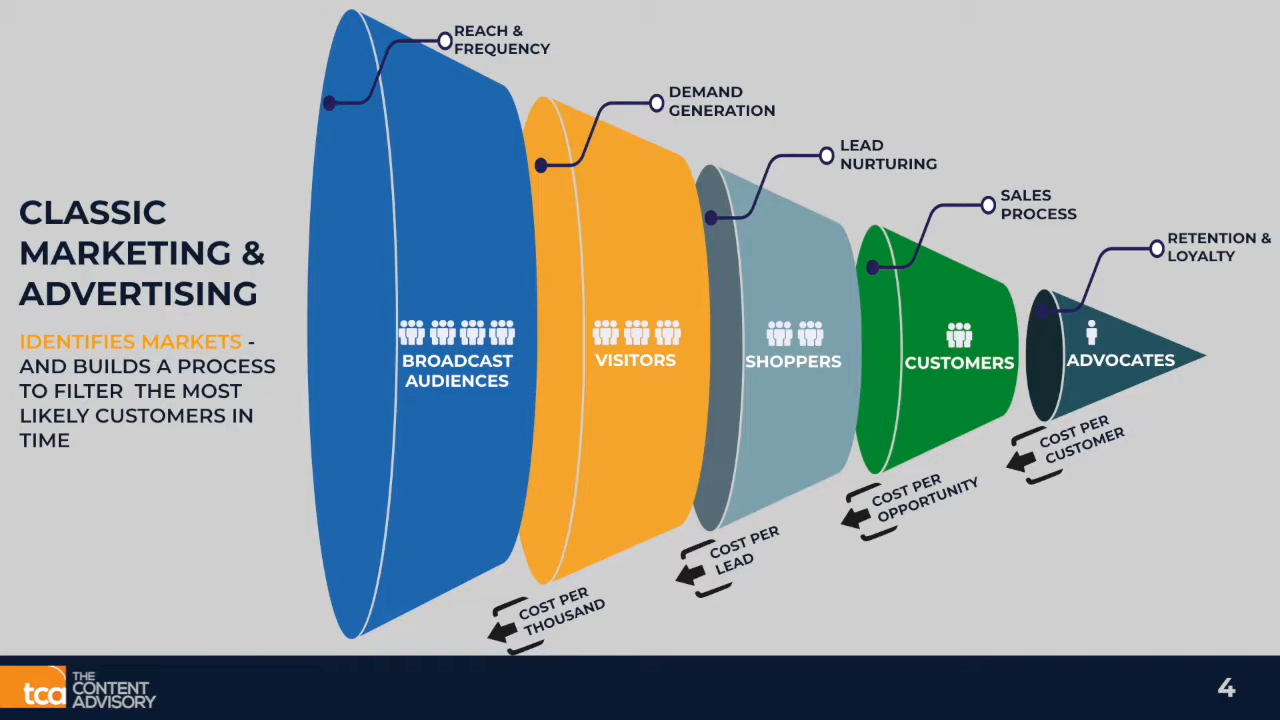 CLASSIC
MARKETING &
ADVERTISING
IDENTIFIES MARKETS -
AND BUILDS A PROCESS
TO FILTER THE MOST
LIKELY CUSTOMERS IN
TIME
REACH &
FREQUENCY
DEMAND
GENERATION
LEAD
NURTURING
SALES
PROCESS
RETENTION &
LOYALTY
BROADCAST
AUDIENCES
VISITORS
SHOPPERS
CUSTOMERS
ADVOCATES
COST PER
THOUSAND
COST PER
LEAD
COST PER
OPPORTUNITY
COST PER
CUSTOMER
tca
THE
CONTENT
ADVISORY
4